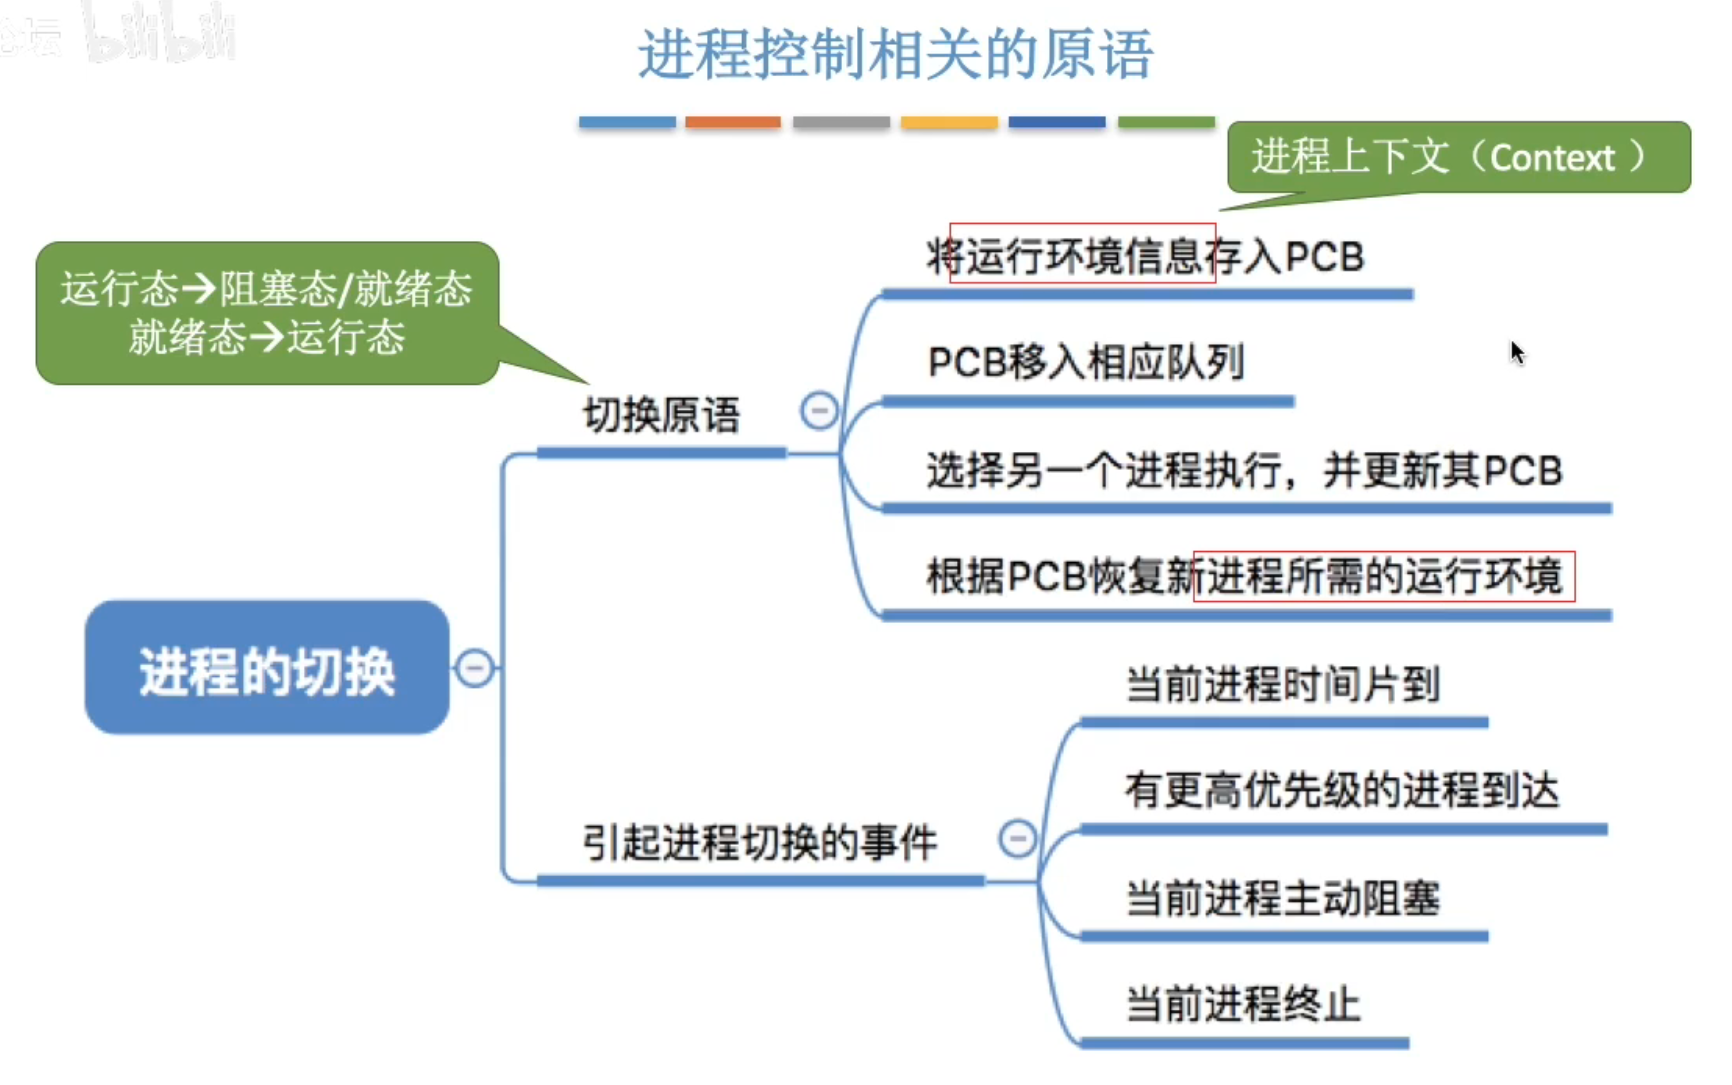 坛 bilibili
进程控制相关的原语
进程上下文（Context ）
运行态→阻塞态/就绪态
就绪态→运行态
将运行环境信息存入PCB
PCB移入相应队列
切换原语
选择另一个进程执行，并更新其PCB
根据PCB恢复新进程所需的运行环境
进程的切换
当前进程时间片到
有更高优先级的进程到达
引起进程切换的事件
当前进程主动阻塞
当前进程终止